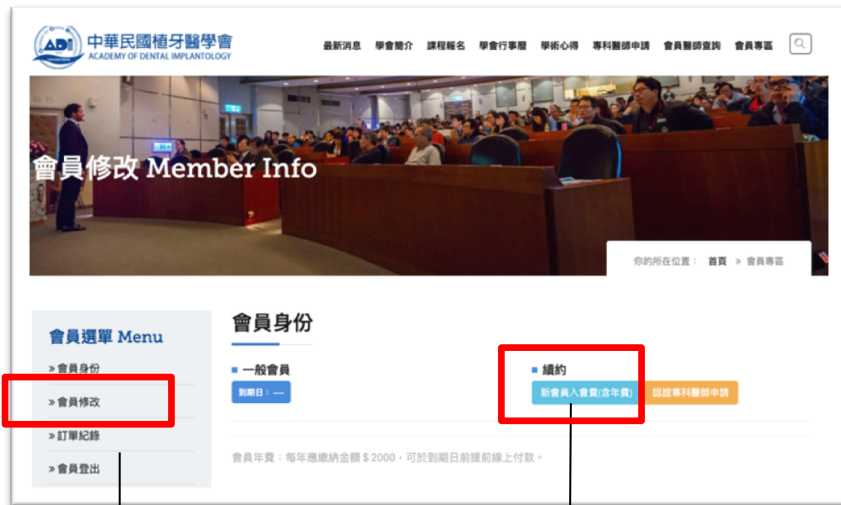 ADI 中華民國植牙醫學會
ACADEMY OF DENTAL IMPLANTOLOGY
最新消息 學會簡介 課程報名 學會行事曆 學術心得 專科醫師申請 會員醫師查詢 會員專區
會員修改 Member Info
你的所在位置： 首頁 » 會員專區
會員選單 Menu
» 會員身份
» 會員修改
» 訂單紀錄
» 會員登出
會員身份
一般會員
到期日：---
續約
新會員入會費(含年費) 認證專科醫師申請
會員年費：每年應繳納金額 $ 2000，可於到期日前提前線上付款。